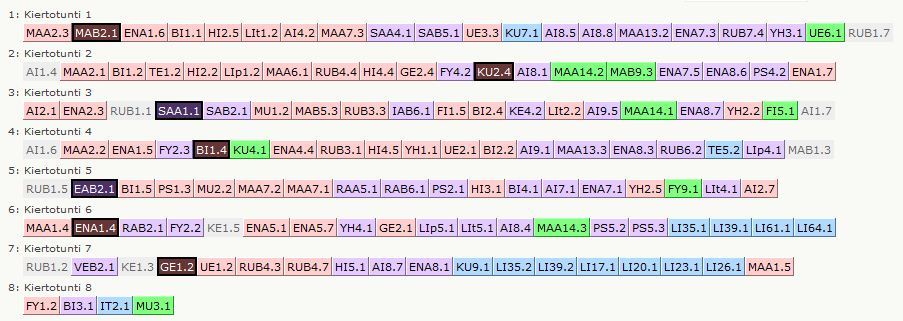 1: Kiertotunti 1
MAA2.3 MAB2.1 ENA1.6 BI1.1 HI2.5 LIt1.2 AI4.2 MAA7.3 SAA4.1 SAB5.1 UE3.3 KU7.1 AI8.5 AI8.8 MAA13.2 ENA7.3 RUB7.4 YH3.1 UE6.1 RUB1.7
2: Kiertotunti 2
AI1.4 MAA2.1 BI1.2 TE1.2 HI2.2 LIp1.2 MAA6.1 RUB4.4 HI4.4 GE2.4 FY4.2 KU2.4 AI8.1 MAA14.2 MAB9.3 ENA7.5 ENA8.6 PS4.2 ENA1.7
3: Kiertotunti 3
AI2.1 ENA2.3 RUB1.1 SAA1.1 SAB2.1 MU1.2 MAB5.3 RUB3.3 IAB6.1 FI1.5 BI2.4 KE4.2 LIt2.2 AI9.5 MAA14.1 ENA8.7 YH2.2 FI5.1 AI1.7
4: Kiertotunti 4
AI1.6 MAA2.2 ENA1.5 FY2.3 BI1.4 KU4.1 ENA4.4 RUB3.1 HI4.5 YH1.1 UE2.1 BI2.2 AI9.1 MAA13.3 ENA8.3 RUB6.2 TE5.2 LIp4.1 MAB1.3
5: Kiertotunti 5
RUB1.5 EAB2.1 BI1.5 PS1.3 MU2.2 MAA7.2 MAA7.1 RAA5.1 RAB6.1 PS2.1 HI3.1 BI4.1 AI7.1 ENA7.1 YH2.5 FY9.1 LIt4.1 AI2.7
6: Kiertotunti 6
MAA1.4 ENA1.4 RAB2.1 FY2.2 KE1.5 ENA5.1 ENA5.7 YH4.1 GE2.1 LIp5.1 LIt5.1 AI8.4 MAA14.3 PS5.2 PS5.3 LI35.1 LI39.1 LI61.1 LI64.1
7: Kiertotunti 7
RUB1.2 VEB2.1 KE1.3 GE1.2 UE1.2 RUB4.3 RUB4.7 HI5.1 AI8.7 ENA8.1 KU9.1 LI35.2 LI39.2 LI17.1 LI20.1 LI23.1 LI26.1 MAA1.5
8: Kiertotunti 8
FY1.2 BI3.1 IT2.1 MU3.1